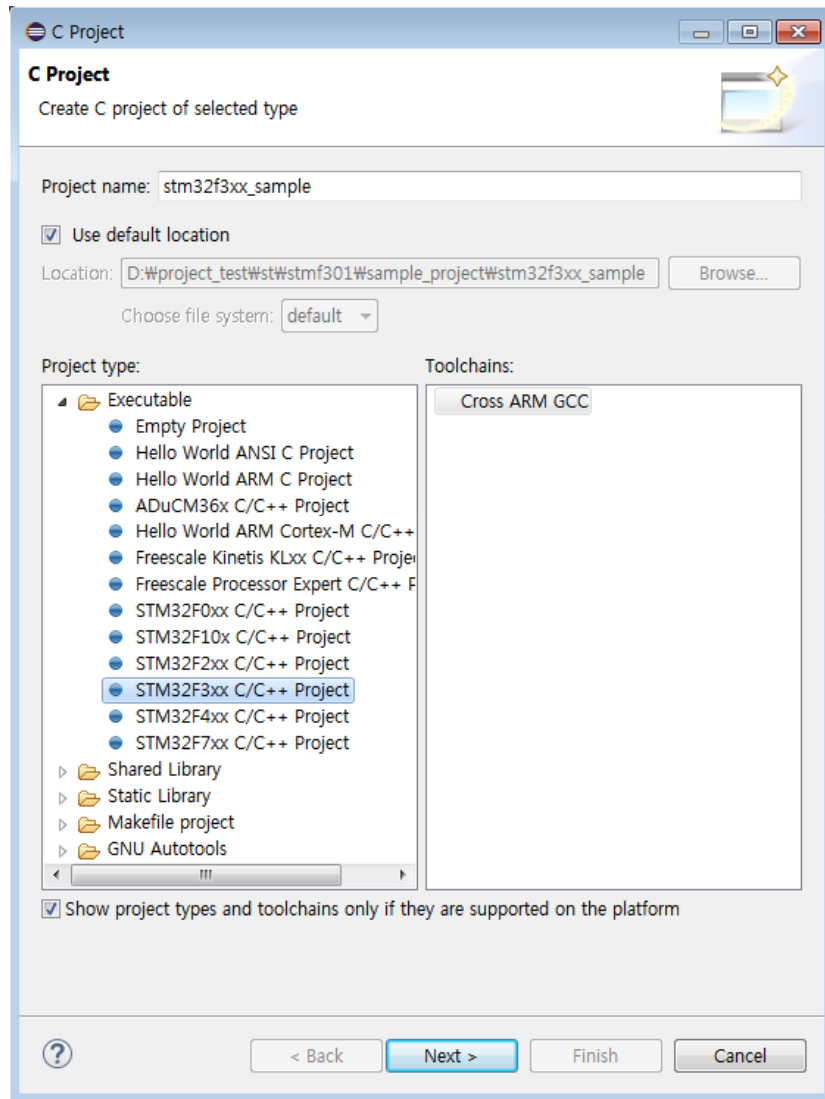 C Project
C Project
Create C project of selected type
Project name: stm32f3xx_sample
Use default location
Location: D:₩project_test₩st₩stmf301₩sample_project₩stm32f3xx_sample Browse...
Choose file system: default
Project type: Toolchains:
Executable Cross ARM GCC
Empty Project
Hello World ANSI C Project
Hello World ARM C Project
ADuCM36x C/C++ Project
Hello World ARM Cortex-M C/C++
Freescale Kinetis KLxx C/C++ Projec
Freescale Processor Expert C/C++ P
STM32F0xx C/C++ Project
STM32F10x C/C++ Project
STM32F2xx C/C++ Project
STM32F3xx C/C++ Project
STM32F4xx C/C++ Project
STM32F7xx C/C++ Project
Shared Library
Static Library
Makefile project
GNU Autotools
Show project types and toolchains only if they are supported on the platform
? < Back Next > Finish Cancel